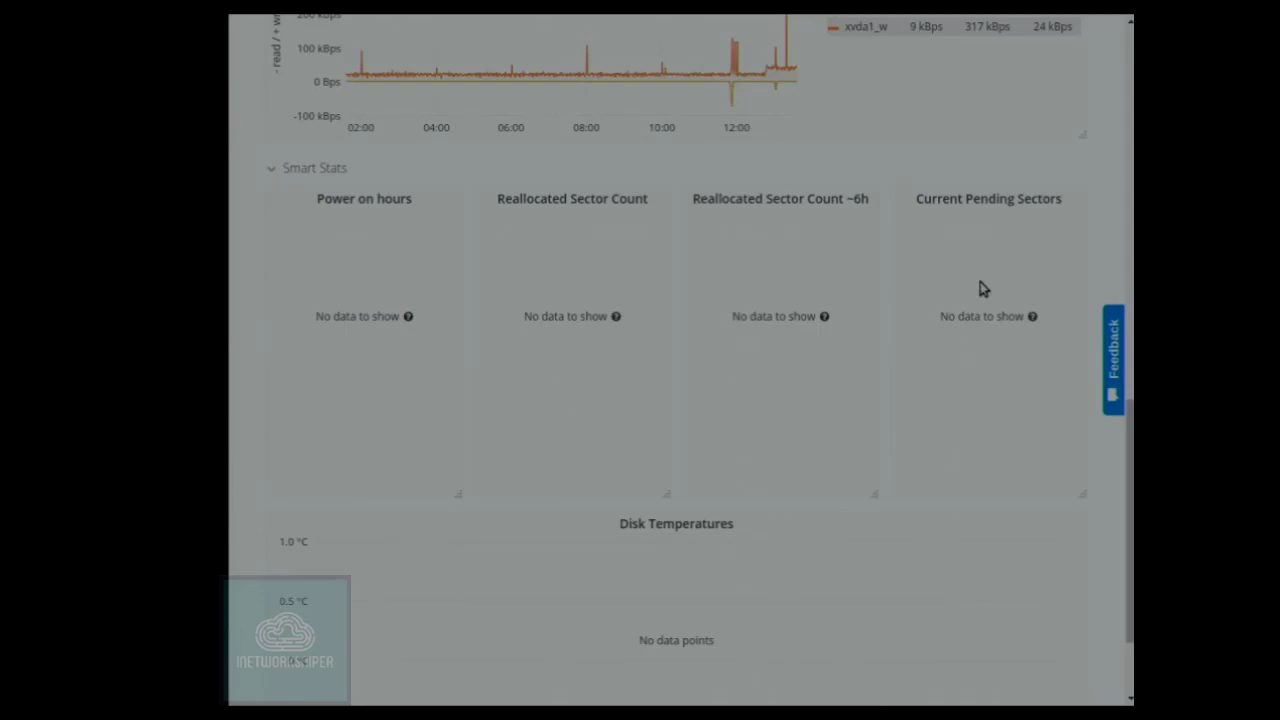 200 kBps
- read / + wr
xvda1_w 9 kBps 317 kBps 24 kBps
100 kBps
0 Bps
-100 kBps
02:00 04:00 06:00 08:00 10:00 12:00
Smart Stats
Power on hours Reallocated Sector Count Reallocated Sector Count ~6h Current Pending Sectors
No data to show No data to show No data to show No data to show
Feedback
Disk Temperatures
1.0 °C
0.5 °C
No data points